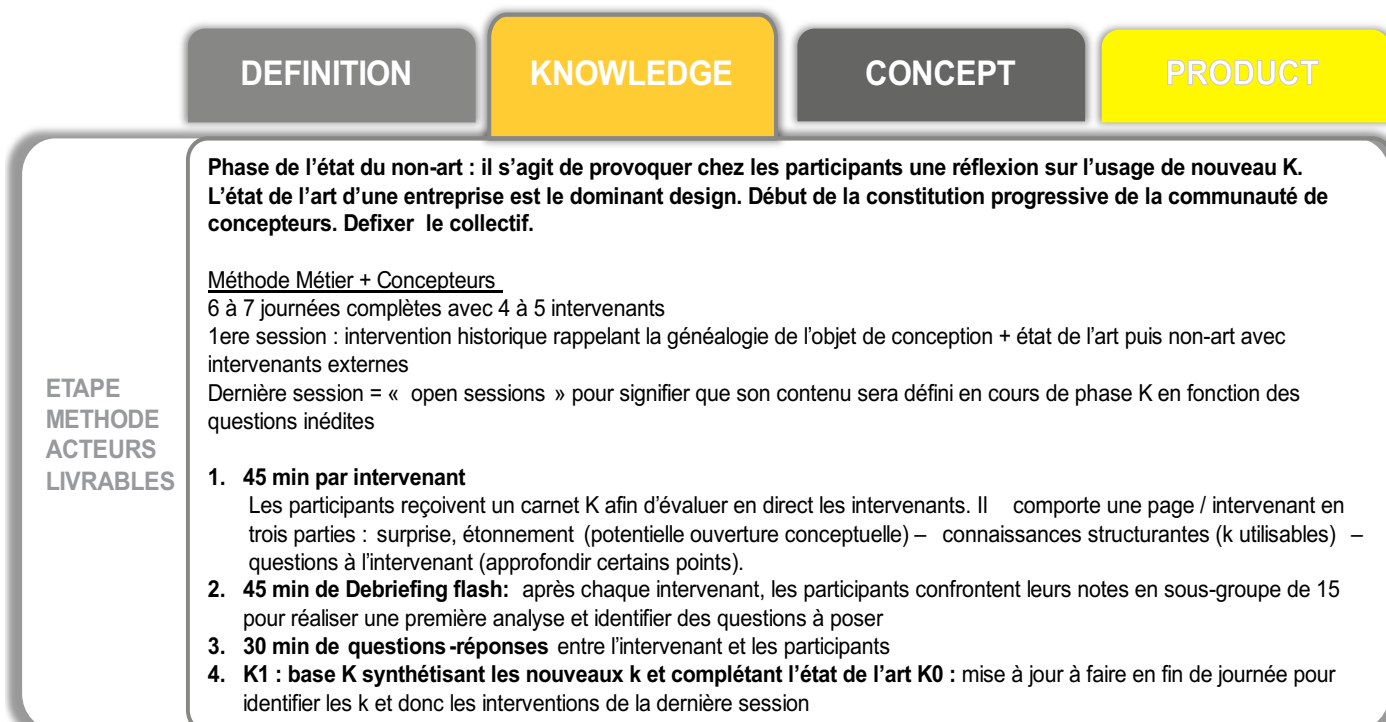 DEFINITION
KNOWLEDGE
CONCEPT
PRODUCT
Phase de l’état du non-art : il s’agit de provoquer chez les participants une réflexion sur l’usage de nouveau K.
L’état de l’art d’une entreprise est le dominant design. Début de la constitution progressive de la communauté de
concepteurs. Defixer le collectif.
Méthode Métier + Concepteurs
6 à 7 journées complètes avec 4 à 5 intervenants
1ere session : intervention historique rappelant la généalogie de l’objet de conception + état de l’art puis non-art avec
intervenants externes
Dernière session = « open sessions » pour signifier que son contenu sera défini en cours de phase K en fonction des
questions inédites
ETAPE
METHODE
ACTEURS
LIVRABLES
1. 45 min par intervenant
Les participants reçoivent un carnet K afin d’évaluer en direct les intervenants. Il comporte une page / intervenant en
trois parties : surprise, étonnement (potentielle ouverture conceptuelle) – connaissances structurantes (k utilisables) –
questions à l’intervenant (approfondir certains points).
2. 45 min de Debriefing flash: après chaque intervenant, les participants confrontent leurs notes en sous-groupe de 15
pour réaliser une première analyse et identifier des questions à poser
3. 30 min de questions-réponses entre l’intervenant et les participants
4. K1 : base K synthétisant les nouveaux k et complétant l’état de l’art K0 : mise à jour à faire en fin de journée pour
identifier les k et donc les interventions de la dernière session